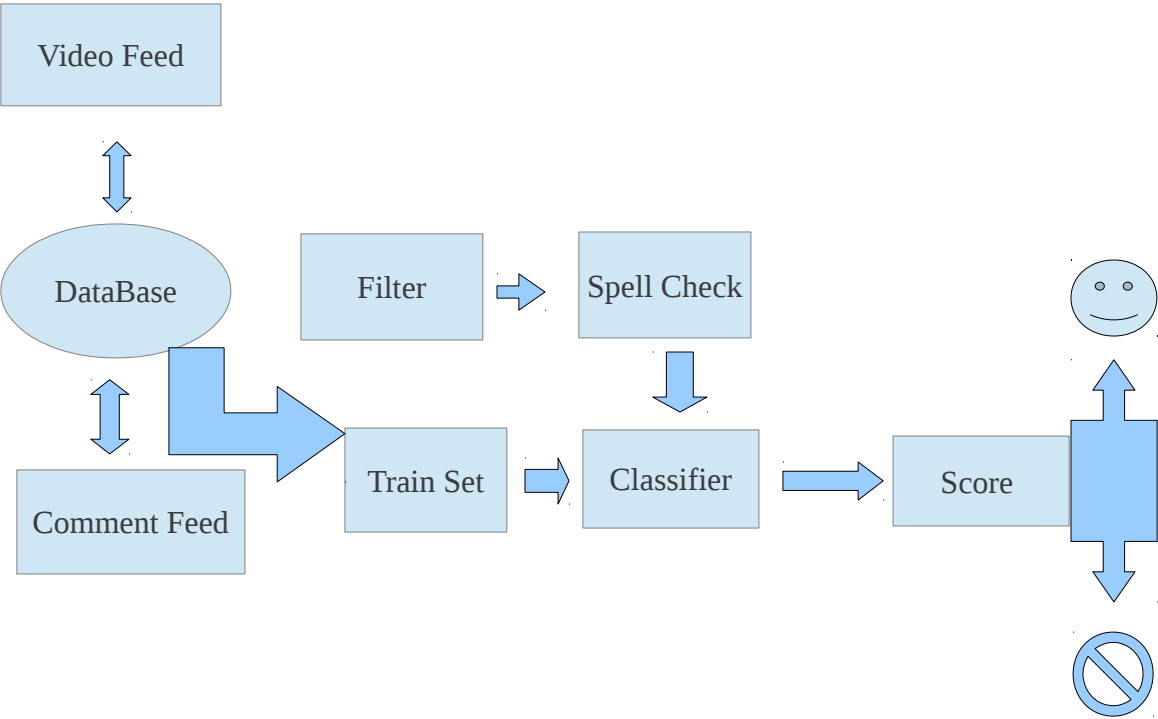 Video Feed
DataBase
Filter
Spell Check
Train Set
Classifier
Score
Comment Feed